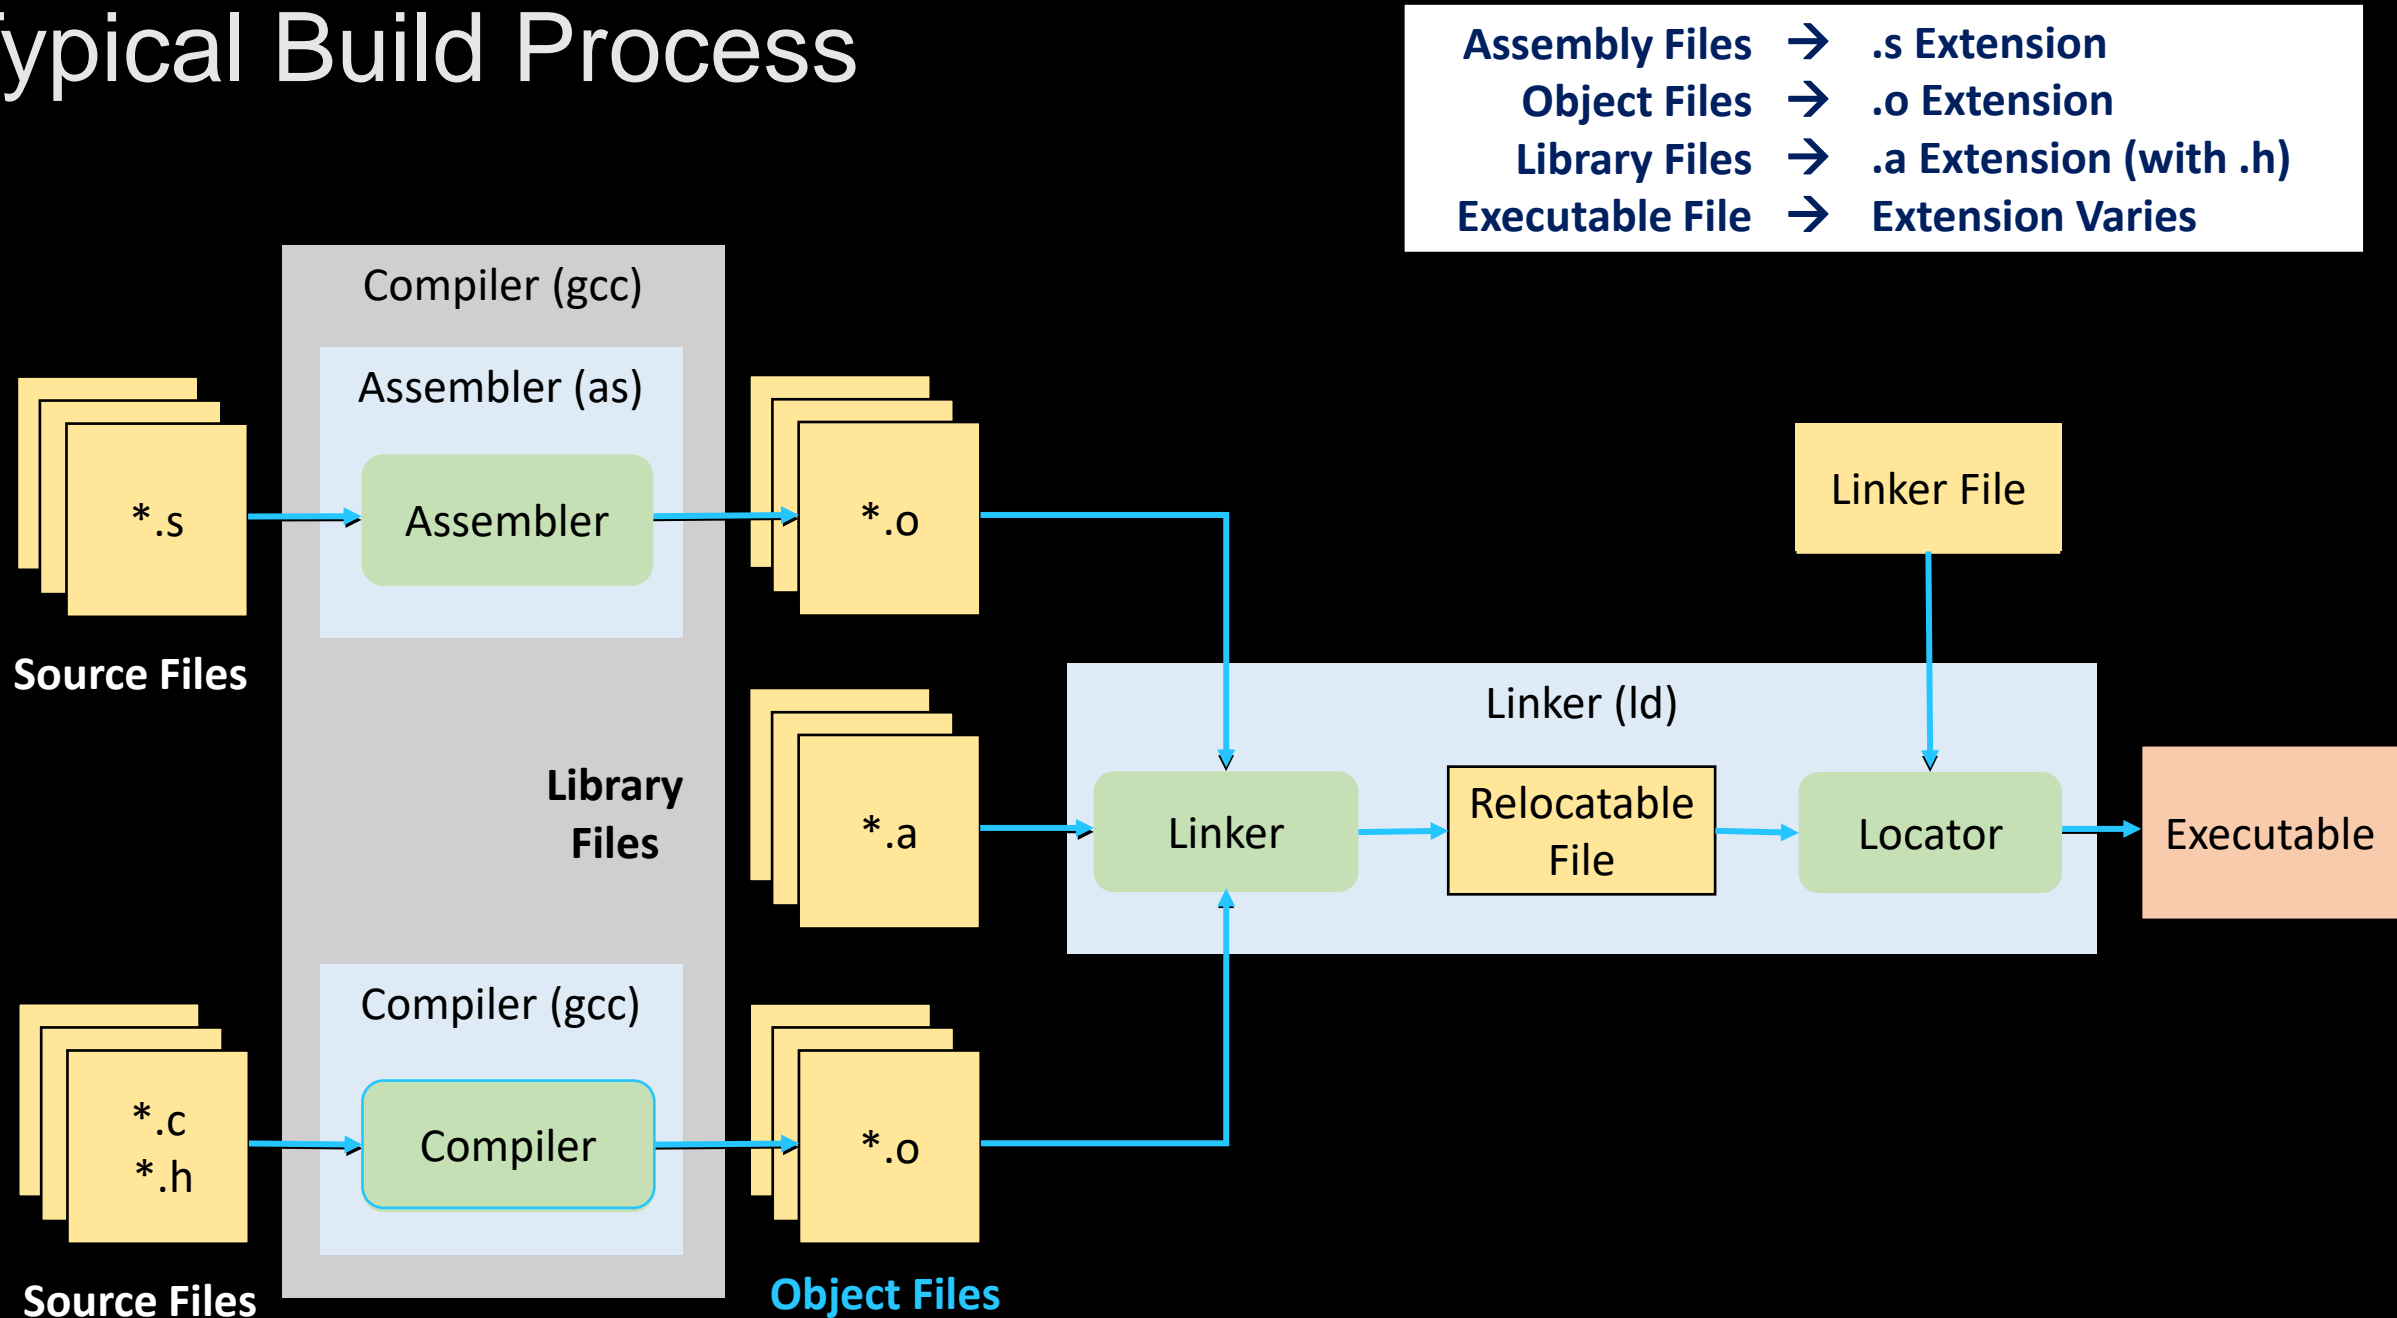 ypical Build Process
Assembly Files → .s Extension
Object Files → .o Extension
Library Files → .a Extension (with .h)
Executable File → Extension Varies
Compiler (gcc)
Assembler (as)
*.s
Assembler
*.o
Source Files
Linker File
Library
Files
*.a
Linker (ld)
Linker
Relocatable
File
Locator
Executable
Compiler (gcc)
*.c
*.h
Compiler
*.o
Source Files
Object Files